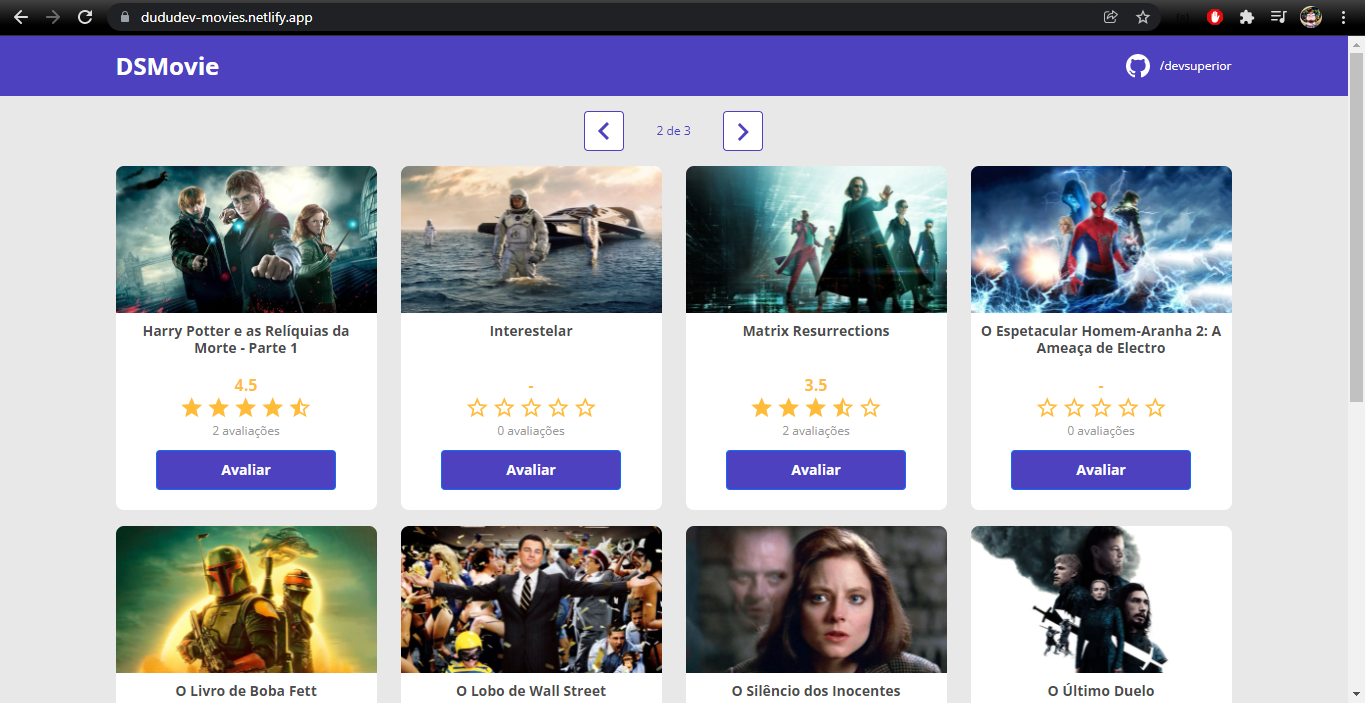 dududev-movies.netlify.app
DSMovie
/devsuperior
2 de 3
Harry Potter e as Relíquias da
Morte - Parte 1
4.5
2 avaliações
Avaliar
Interestelar
-
0 avaliações
Avaliar
Matrix Resurrections
3.5
2 avaliações
Avaliar
O Espetacular Homem-Aranha 2: A
Ameaça de Electro
-
0 avaliações
Avaliar
O Livro de Boba Fett
O Lobo de Wall Street
O Silêncio dos Inocentes
O Último Duelo